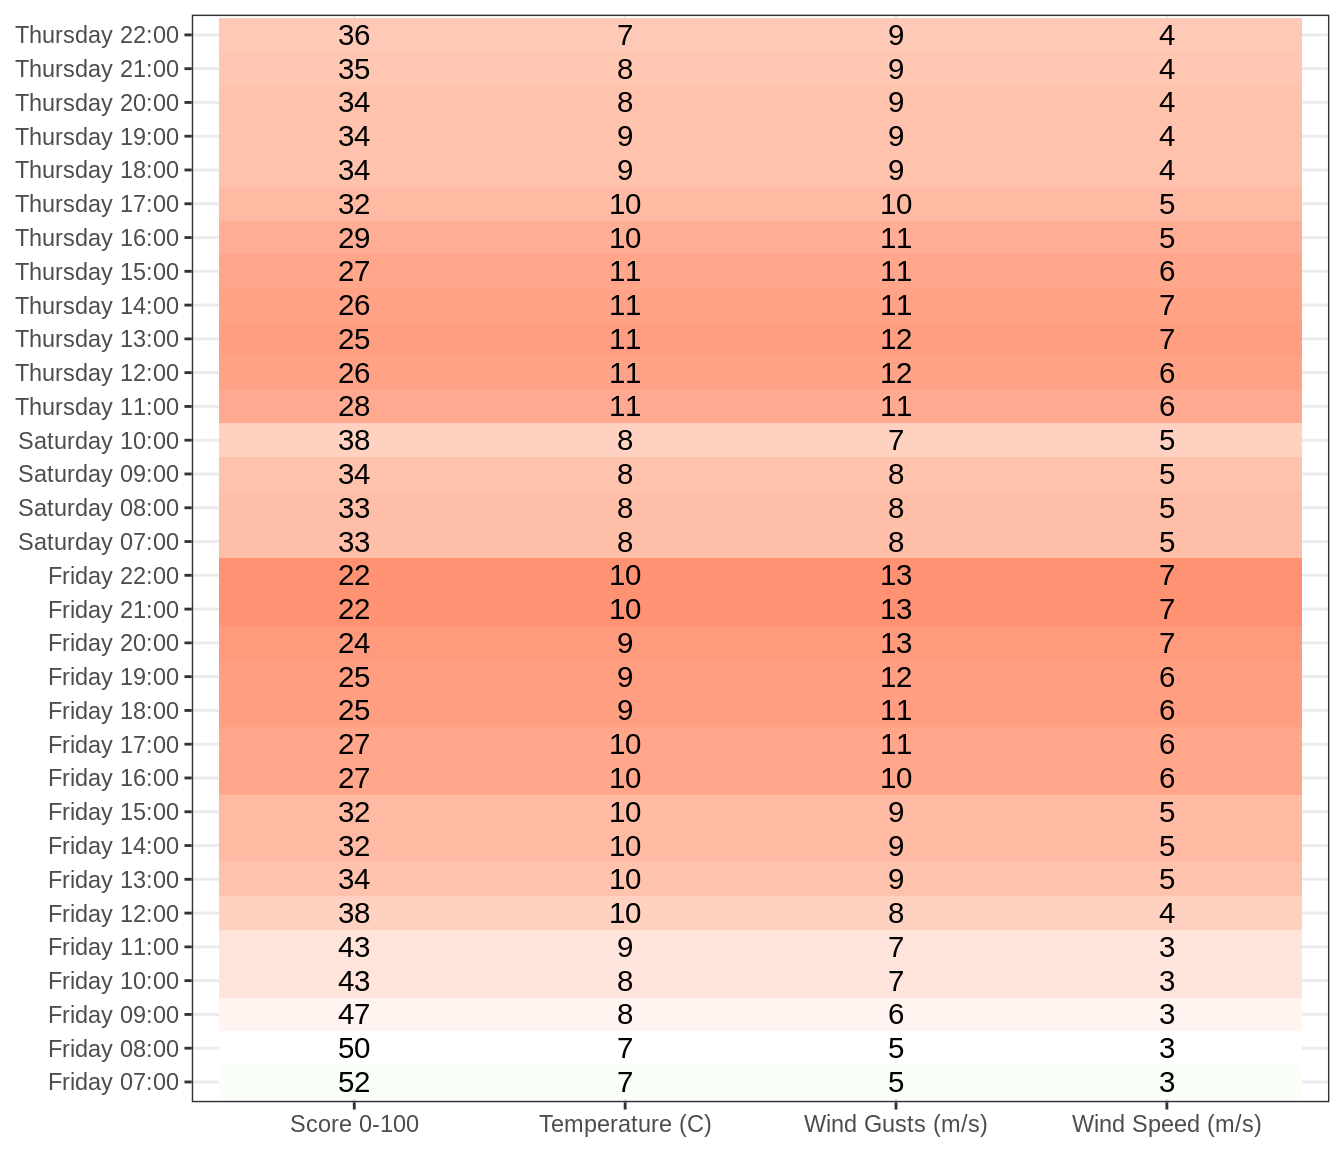 Thursday 22:00 36 7 9 4
Thursday 21:00 35 8 9 4
Thursday 20:00 34 8 9 4
Thursday 19:00 34 9 9 4
Thursday 18:00 34 9 9 4
Thursday 17:00 32 10 10 5
Thursday 16:00 29 10 11 5
Thursday 15:00 27 11 11 6
Thursday 14:00 26 11 11 7
Thursday 13:00 25 11 12 7
Thursday 12:00 26 11 12 6
Thursday 11:00 28 11 11 6
Saturday 10:00 38 8 7 5
Saturday 09:00 34 8 8 5
Saturday 08:00 33 8 8 5
Saturday 07:00 33 8 8 5
Friday 22:00 22 10 13 7
Friday 21:00 22 10 13 7
Friday 20:00 24 9 13 7
Friday 19:00 25 9 12 6
Friday 18:00 25 9 11 6
Friday 17:00 27 10 11 6
Friday 16:00 27 10 10 6
Friday 15:00 32 10 9 5
Friday 14:00 32 10 9 5
Friday 13:00 34 10 9 5
Friday 12:00 38 10 8 4
Friday 11:00 43 9 7 3
Friday 10:00 43 8 7 3
Friday 09:00 47 8 6 3
Friday 08:00 50 7 5 3
Friday 07:00 52 7 5 3
Score 0-100 Temperature (C) Wind Gusts (m/s) Wind Speed (m/s)